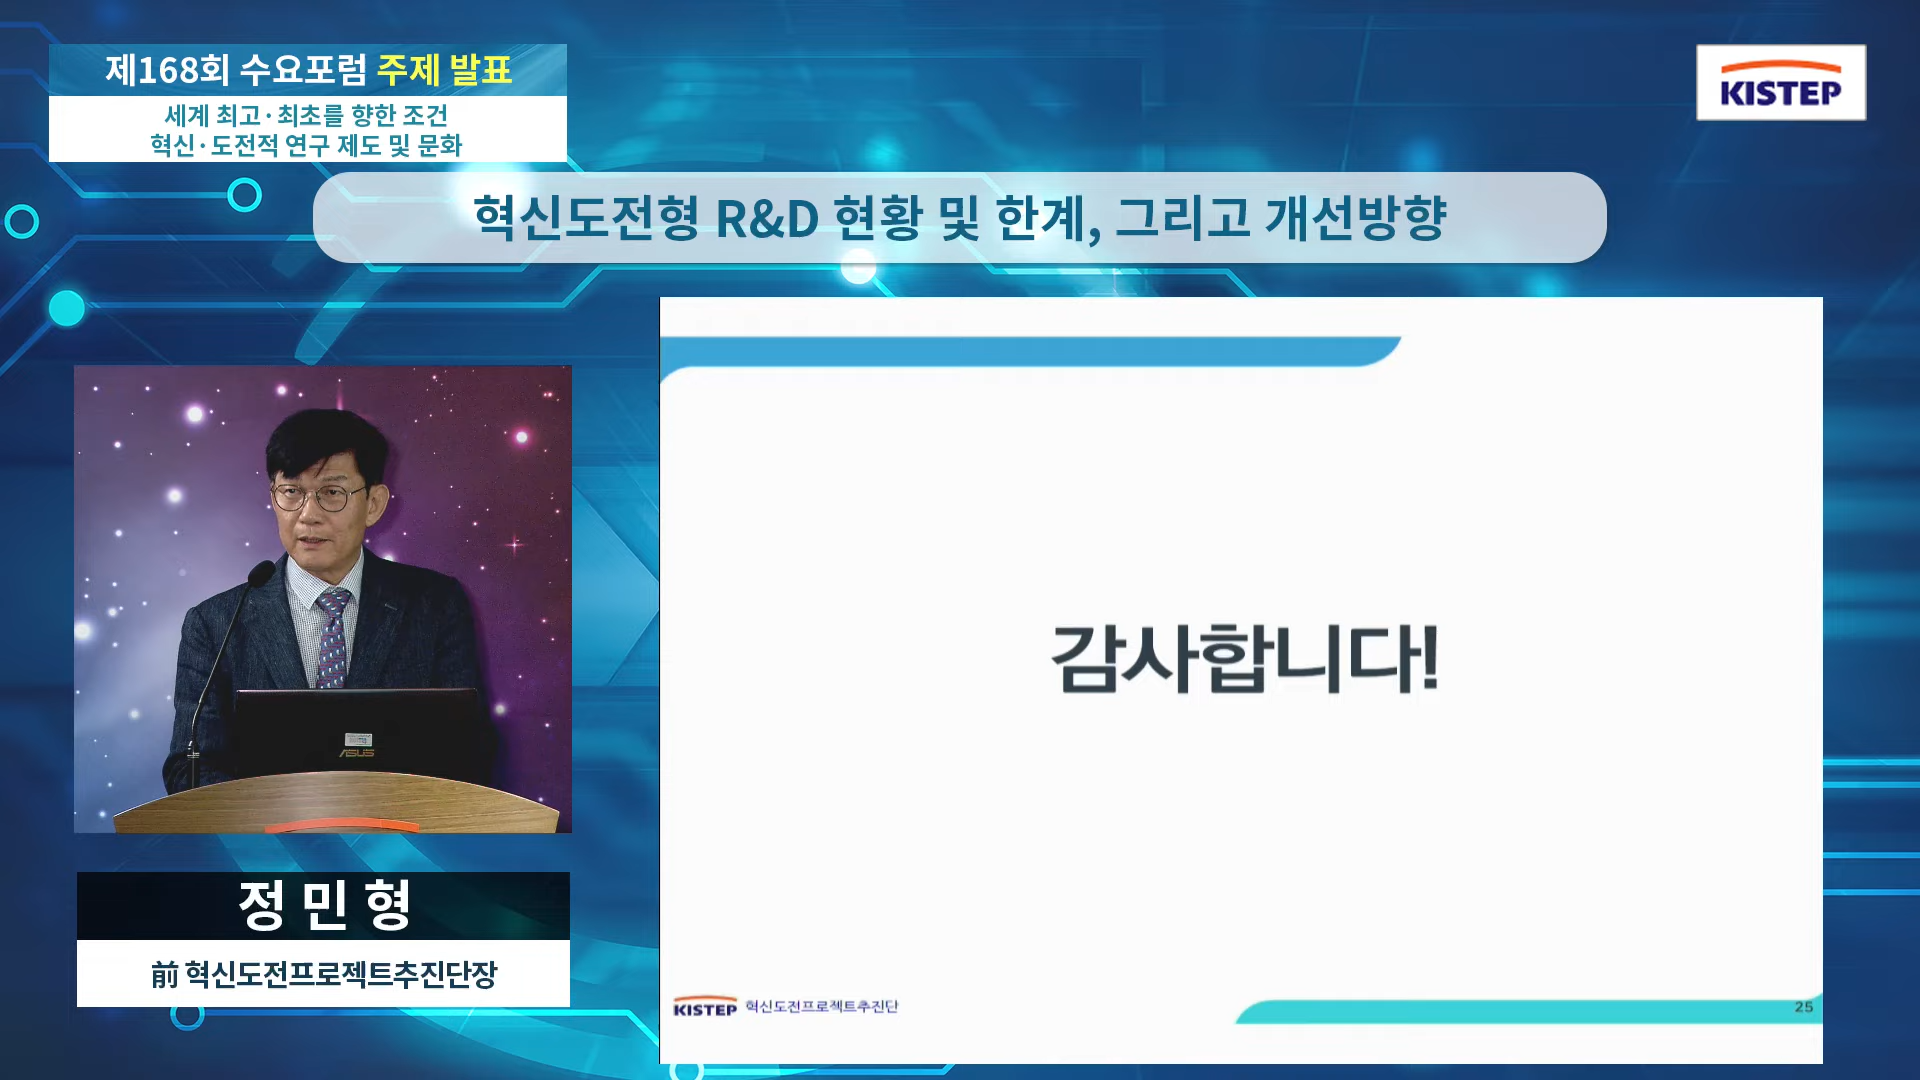 제168회 수요포럼 주제 발표
세계 최고·최초를 향한 조건
혁신·도전적 연구 제도 및 문화
KISTEP
혁신도전형 R&D 현황 및 한계, 그리고 개선방향
감사합니다!
ASUS
정민형
前 혁신도전프로젝트추진단장
KISTEP 혁신도전프로젝트추진단
25